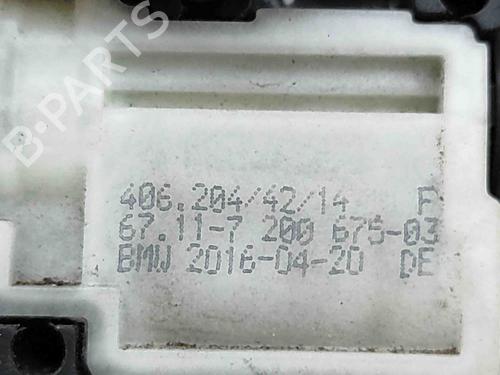 B-PARTS
406.204/42/14 F
67.11-7 200 675-03
BMW 2016-04-20 DE